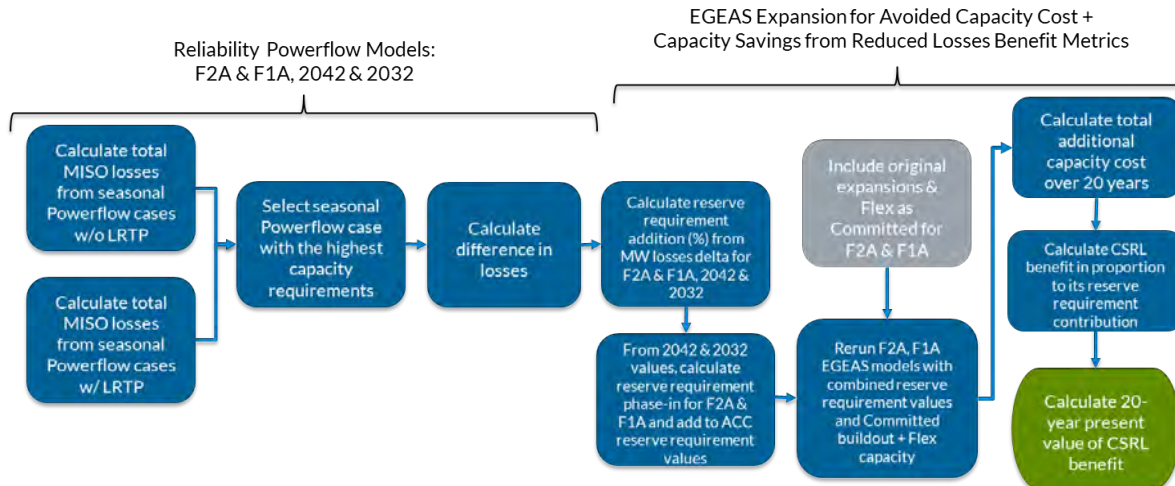 Reliability Powerflow Models:
F2A & F1A, 2042 & 2032
EGEAS Expansion for Avoided Capacity Cost +
Capacity Savings from Reduced Losses Benefit Metrics
Calculate total
MISO losses
from seasonal
Powerflow cases
w/o LRTP
Calculate total
MISO losses
from seasonal
Powerflow cases
w/ LRTP
Select seasonal
Powerflow case
with the highest
capacity
requirements
Calculate
difference in
losses
Calculate reserve
requirement
addition (%) from
MW losses delta for
F2A & F1A, 2042 &
2032
From 2042 & 2032
values, calculate
reserve requirement
phase-in for F2A &
F1A and add to ACC
reserve requirement
values
Include original
expansions &
Flex as
Committed for
F2A & F1A
Rerun F2A, F1A
EGEAS models with
combined reserve
requirement values
and Committed
buildout + Flex
capacity
Calculate total
additional
capacity cost
over 20 years
Calculate CSRL
benefit in proportion
to its reserve
requirement
contribution
Calculate 20-
year present
value of CSRL
benefit